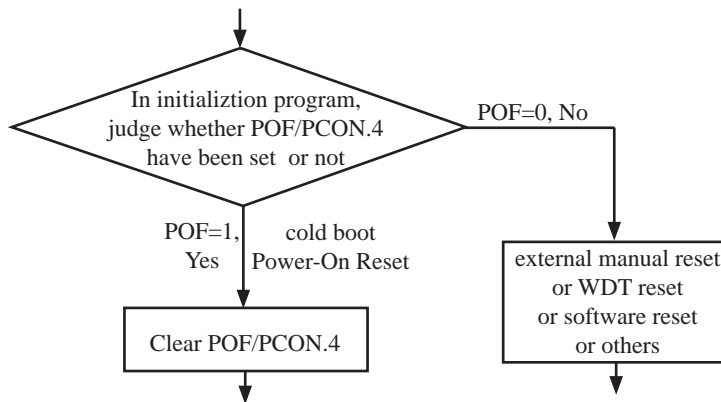 In initializtion program,
judge whether POF/PCON.4
have been set or not
POF=0, No
POF=1,
Yes
cold boot
Power-On Reset
external manual reset
or WDT reset
or software reset
or others
Clear POF/PCON.4